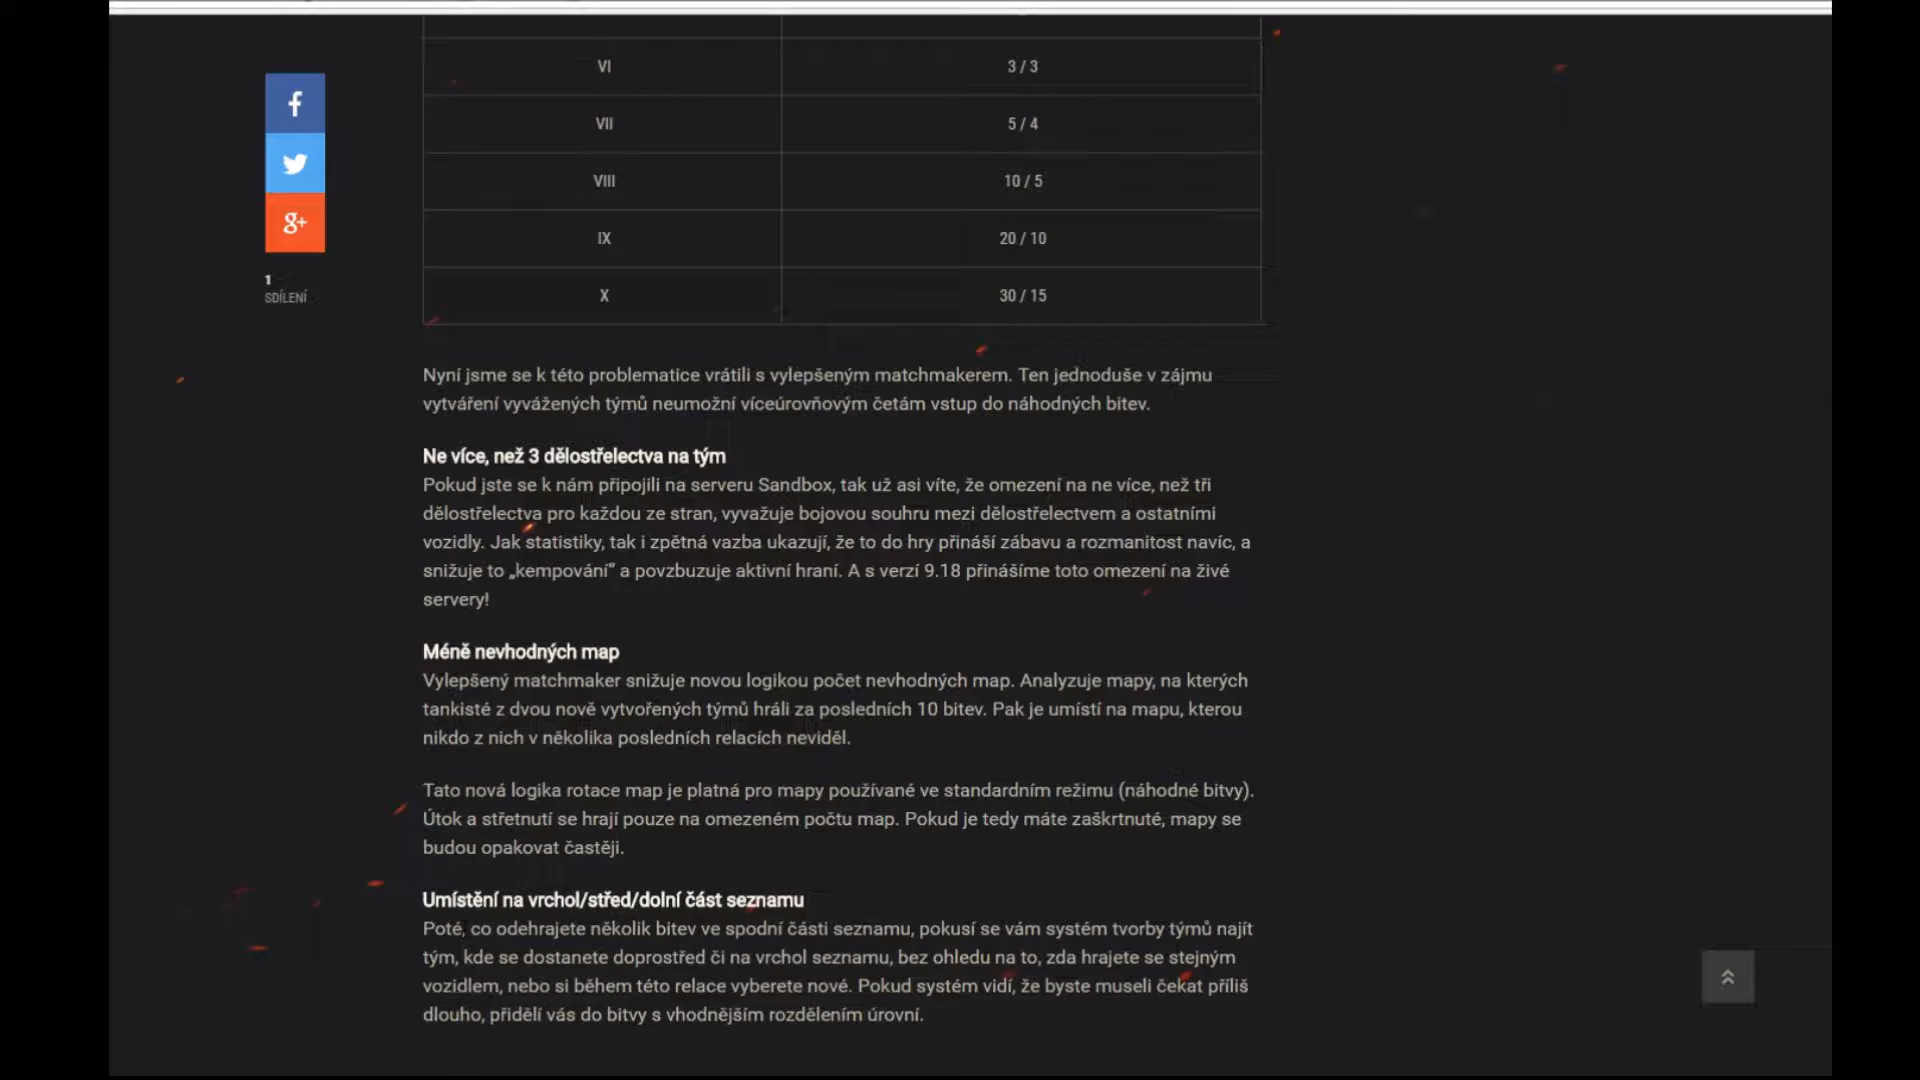 VI 3 / 3
VII 5 / 4
VIII 10 / 5
IX 20 / 10
X 30 / 15
f
g+
1
SDÍLENÍ
Nyní jsme se k této problematice vrátili s vylepšeným matchmakerem. Ten jednoduše v zájmu
vytváření vyvážených týmů neumožní víceúrovňovým četám vstup do náhodných bitev.
Ne více, než 3 dělostřelectva na tým
Pokud jste se k nám připojili na serveru Sandbox, tak už asi víte, že omezení na ne více, než tři
dělostřelectva pro každou ze stran, vyvažuje bojovou souhru mezi dělostřelectvem a ostatními
vozidly. Jak statistiky, tak i zpětná vazba ukazují, že to do hry přináší zábavu a rozmanitost navíc, a
snižuje to „kempování“ a povzbuzuje aktivní hraní. A s verzí 9.18 přinášíme toto omezení na živé
servery!
Méně nevhodných map
Vylepšený matchmaker snižuje novou logikou počet nevhodných map. Analyzuje mapy, na kterých
tankisté z dvou nově vytvořených týmů hráli za posledních 10 bitev. Pak je umístí na mapu, kterou
nikdo z nich v několika posledních relacích neviděl.
Tato nová logika rotace map je platná pro mapy používané ve standardním režimu (náhodné bitvy).
Útok a střetnutí se hrají pouze na omezeném počtu map. Pokud je tedy máte zaškrtnuté, mapy se
budou opakovat častěji.
Umístění na vrchol/střed/dolní část seznamu
Poté, co odehrajete několik bitev ve spodní části seznamu, pokusí se vám systém tvorby týmů najít
tým, kde se dostanete doprostřed či na vrchol seznamu, bez ohledu na to, zda hrajete se stejným
vozidlem, nebo si během této relace vyberete nové. Pokud systém vidí, že byste museli čekat příliš
dlouho, přidělí vás do bitvy s vhodnějším rozdělením úrovní.